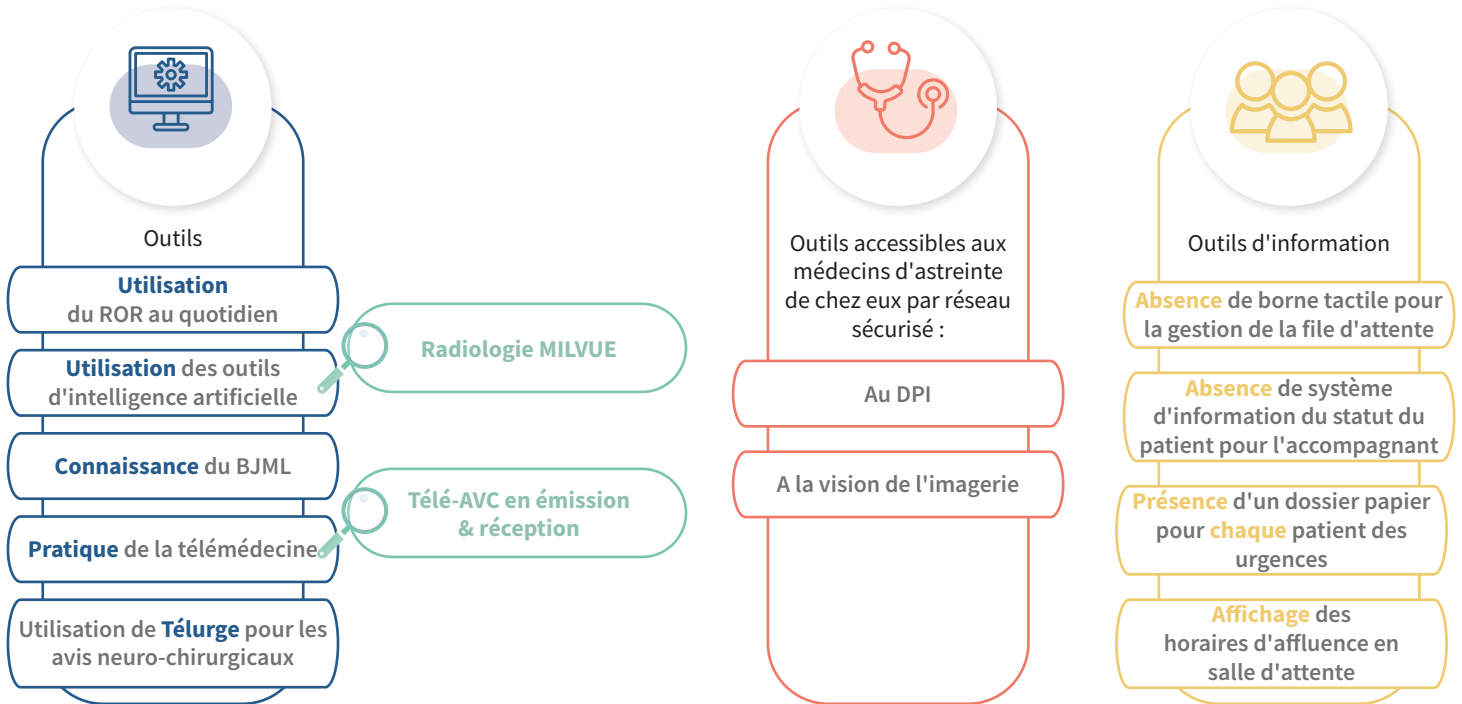 Outils
Utilisation
du ROR au quotidien
Utilisation des outils
d'intelligence artificielle
Radiologie MILVUE
Connaissance du BJML
Pratique de la télémédecine
Télé-AVC en émission
& réception
Utilisation de Télurge pour les
avis neuro-chirurgicaux
Outils accessibles aux
médecins d'astreinte
de chez eux par réseau
sécurisé :
Au DPI
A la vision de l'imagerie
Outils d'information
Absence de borne tactile pour
la gestion de la file d'attente
Absence de système
d'information du statut du
patient pour l'accompagnant
Présence d'un dossier papier
pour chaque patient des
urgences
Affichage des
horaires d'affluence en
salle d'attente